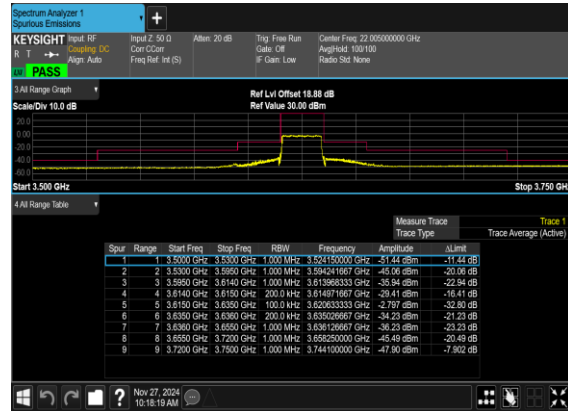 Spectrum Analyzer 1
Spurious Emissions
+
KEYSIGHT Input: RF Input Z: 50 Ω Atten: 20 dB Trig: Free Run Center Freq: 22.005000000 GHz
R T Coupling: DC Corr CCorr Gate: Off Avg|Hold: 100/100
Align: Auto Freq Ref: Int (S) IF Gain: Low Radio Std: None
LW PASS
3 All Range Graph Ref Lvl Offset 18.88 dB
Scale/Div 10.0 dB Ref Value 30.00 dBm
20.0
0.00
-20.0
-40.0
-60.0
Start 3.500 GHz Stop 3.750 GHz
4 All Range Table
Measure Trace Trace 1
Trace Type Trace Average (Active)
Spur Range Start Freq Stop Freq RBW Frequency Amplitude ΔLimit
1 1 3.5000 GHz 3.5300 GHz 1.000 MHz 3.524150000 GHz -51.44 dBm -11.44 dB
2 2 3.5300 GHz 3.5950 GHz 1.000 MHz 3.594241667 GHz -45.06 dBm -20.06 dB
3 3 3.5950 GHz 3.6140 GHz 1.000 MHz 3.613968333 GHz -35.94 dBm -22.94 dB
4 4 3.6140 GHz 3.6150 GHz 200.0 kHz 3.614971667 GHz -29.41 dBm -16.41 dB
5 5 3.6150 GHz 3.6350 GHz 100.0 kHz 3.620633333 GHz -2.797 dBm -32.80 dB
6 6 3.6350 GHz 3.6360 GHz 200.0 kHz 3.635026667 GHz -34.23 dBm -21.23 dB
7 7 3.6360 GHz 3.6550 GHz 1.000 MHz 3.636126667 GHz -36.23 dBm -23.23 dB
8 8 3.6550 GHz 3.7200 GHz 1.000 MHz 3.658250000 GHz -45.49 dBm -20.49 dB
9 9 3.7200 GHz 3.7500 GHz 1.000 MHz 3.744100000 GHz -47.90 dBm -7.902 dB
? Nov 27, 2024
10:18:19 AM